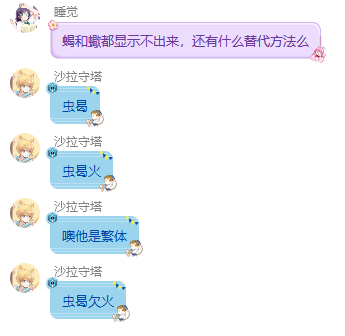 睡觉
蝎和蠍都显示不出来，还有什么替代方法么
沙拉守塔
虫曷
沙拉守塔
虫曷火
沙拉守塔
噢他是繁体
沙拉守塔
虫曷欠火